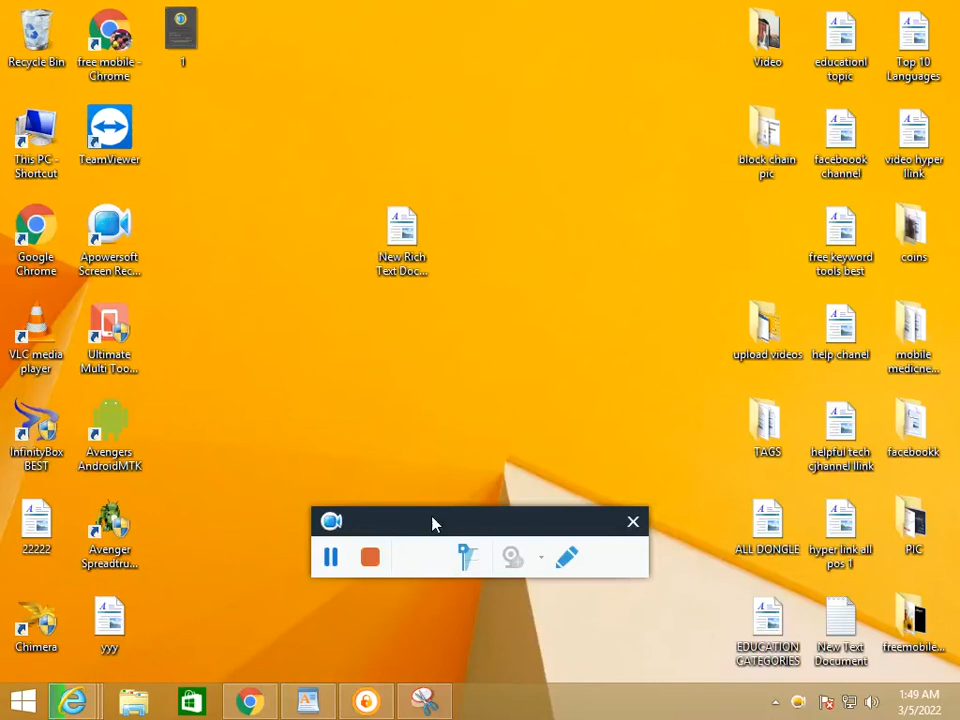 Recycle Bin
free mobile -
Chrome
1
Video
educationl
topic
Top 10
Languages
This PC -
Shortcut
TeamViewer
block chain
pic
faceboook
channel
video hyper
llink
Google
Chrome
Apowersoft
Screen Rec...
New Rich
Text Doc...
free keyword
tools best
coins
VLC media
player
Ultimate
Multi Too...
upload videos
help chanel
mobile
medicne...
InfinityBox
BEST
Avengers
AndroidMTK
TAGS
helpful tech
cjhannel llink
facebookk
22222
Avenger
Spreadtru...
ALL DONGLE
hyper link all
pos 1
PIC
Chimera
yyy
EDUCATION
CATEGORIES
New Text
Document
freemobile...
1:49 AM
3/5/2022